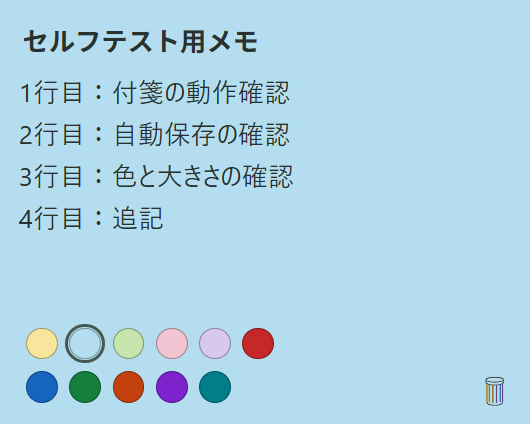 セルフテスト用メモ
1行目：付箋の動作確認
2行目：自動保存の確認
3行目：色と大きさの確認
4行目：追記